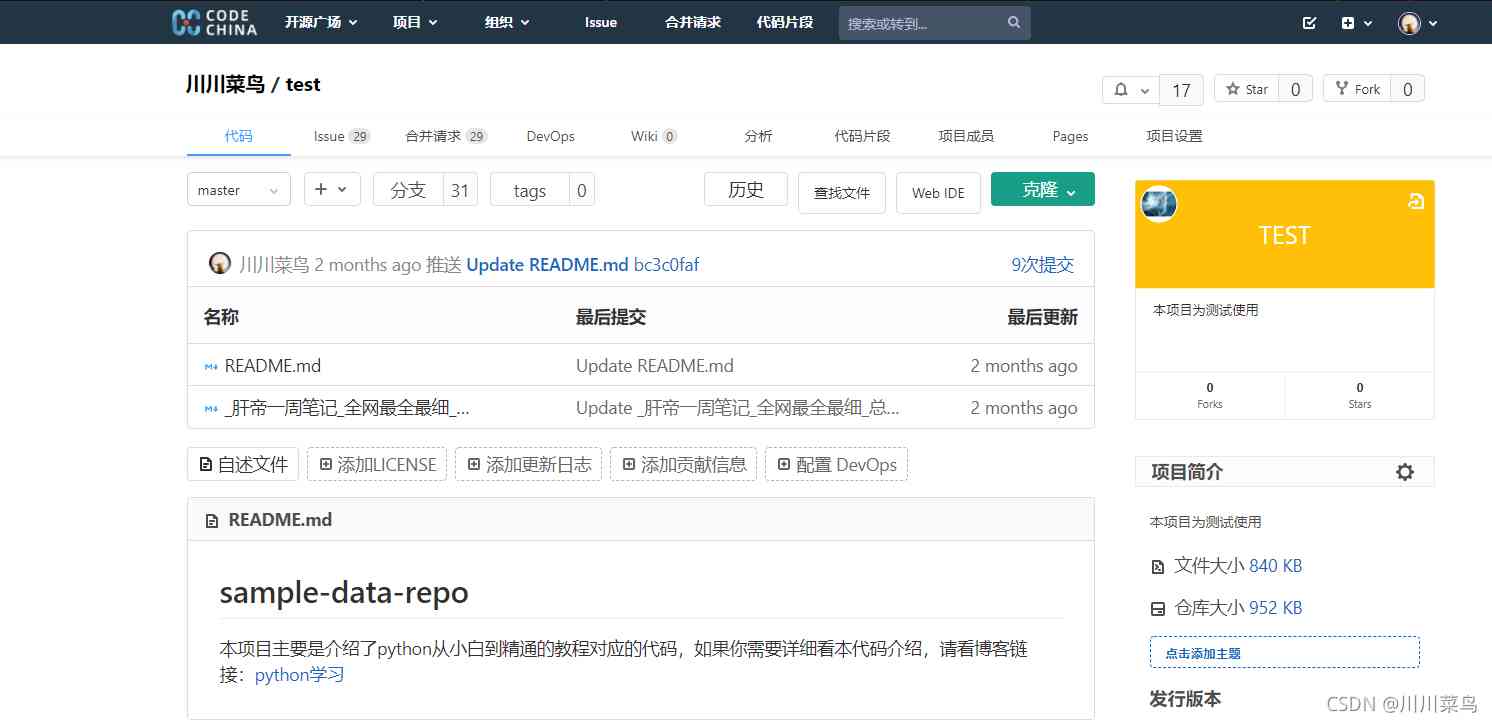 CODE CHINA 开源广场 项目 组织 Issue 合并请求 代码片段 搜索或转到...
川川菜鸟 / test
17 Star 0 Fork 0
代码 Issue 29 合并请求 29 DevOps Wiki 0 分析 代码片段 项目成员 Pages 项目设置
master + 分支 31 tags 0 历史 查找文件 Web IDE 克隆
川川菜鸟 2 months ago 推送 Update README.md bc3c0faf 9次提交
名称 最后提交 最后更新
README.md Update README.md 2 months ago
_肝帝一周笔记_全网最全最细_... Update _肝帝一周笔记_全网最全最细_总... 2 months ago
自述文件 添加LICENSE 添加更新日志 添加贡献信息 配置 DevOps
README.md
sample-data-repo
本项目主要是介绍了python从小白到精通的教程对应的代码，如果你需要详细看本代码介绍，请看博客链
接：python学习
TEST
本项目为测试使用
0 0
Forks Stars
项目简介
本项目为测试使用
文件大小 840 KB
仓库大小 952 KB
点击添加主题
发行版本
CSDN @川川菜鸟